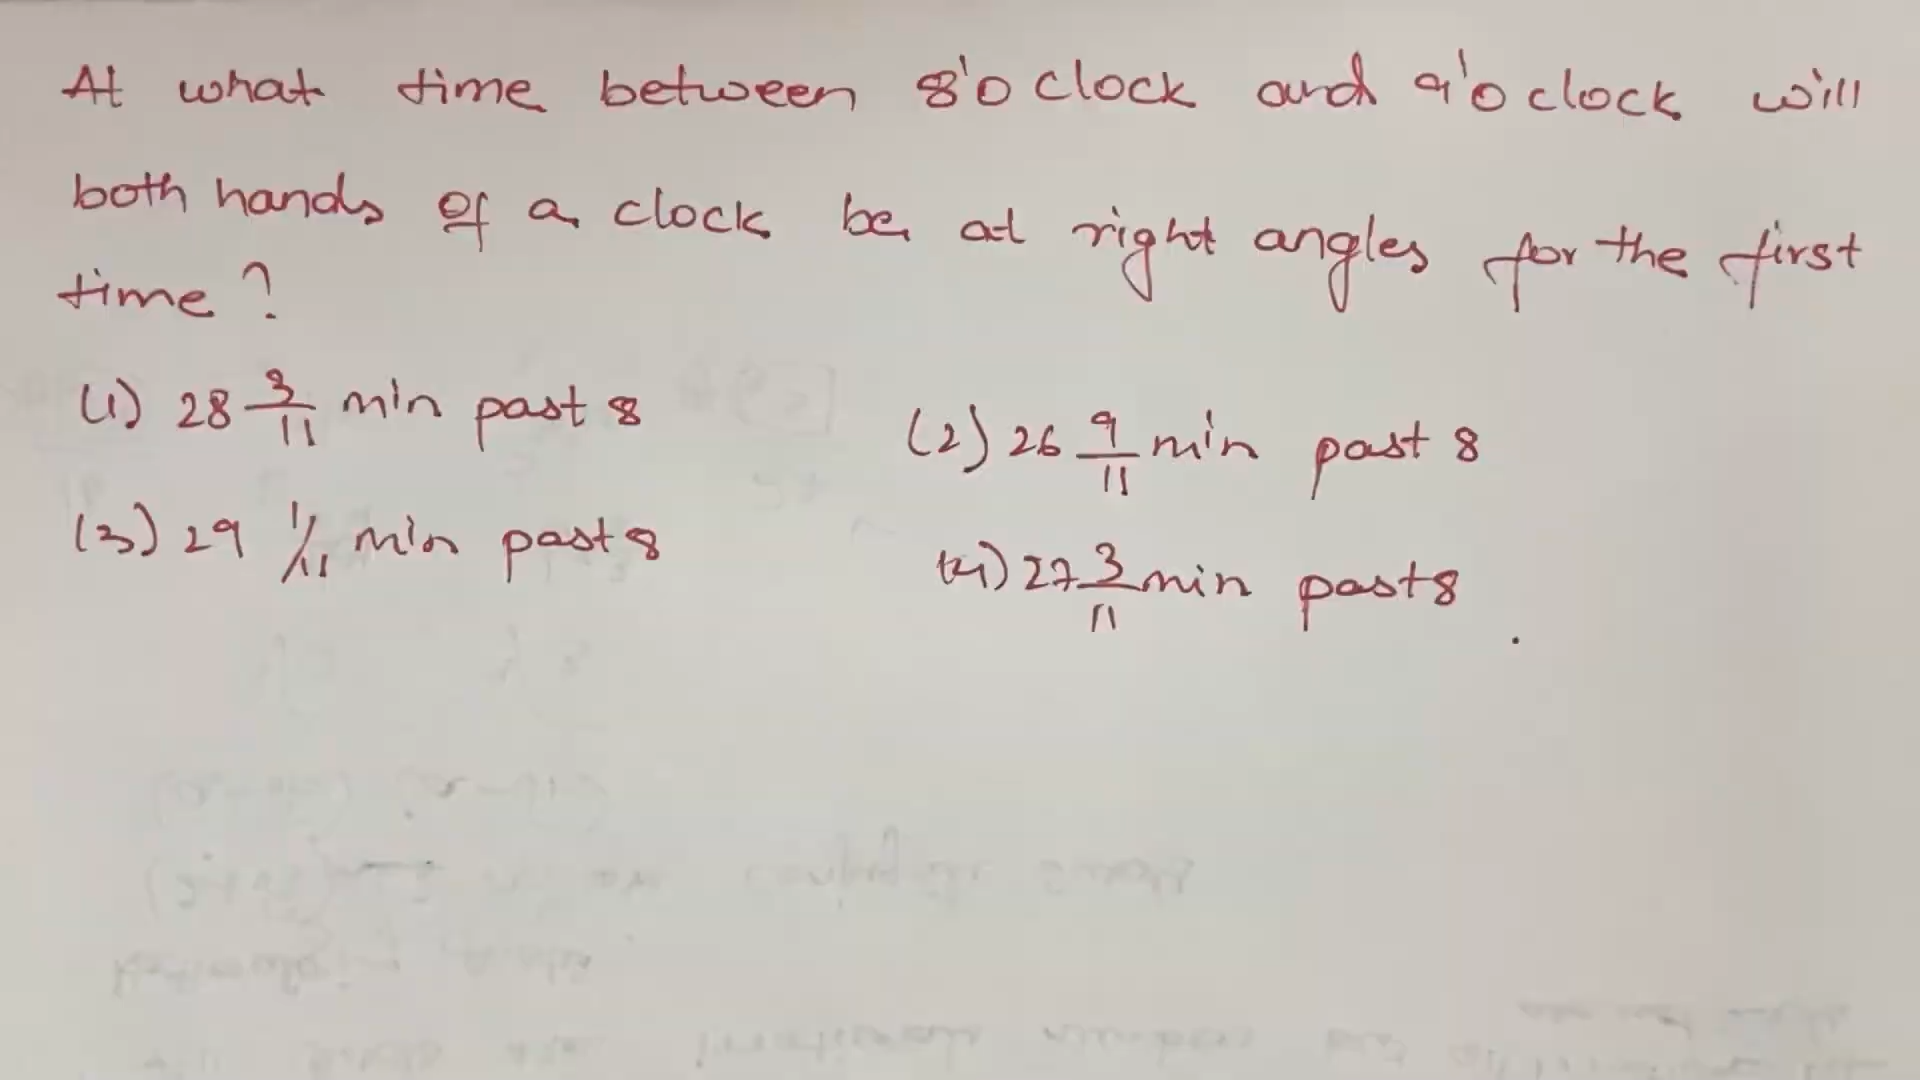 At what time between 8'o clock and 9'o clock will
both hands of a clock be at right angles for the first
time?
(1) 28 3/11 min past 8
(2) 26 9/11 min past 8
(3) 29 1/11 min past 8
(4) 27 3/11 min past 8.